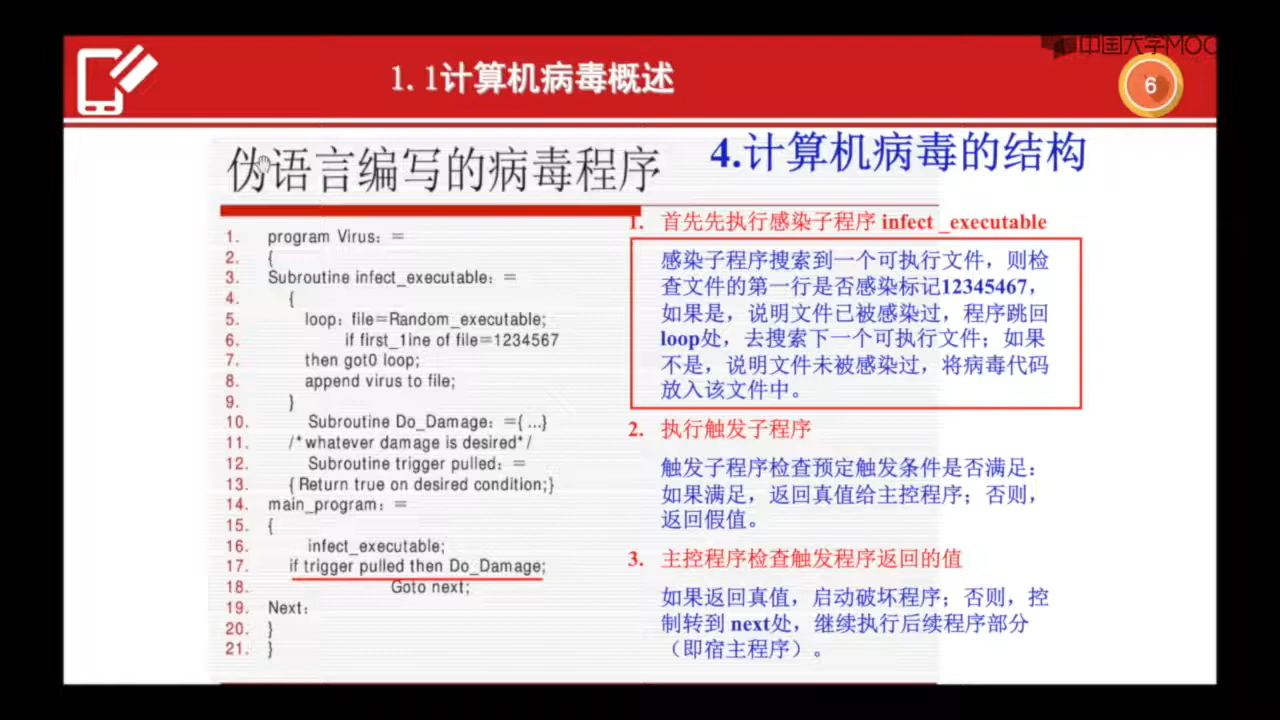 中国大学MOO
1.1计算机病毒概述
6
伪语言编写的病毒程序
4.计算机病毒的结构
1. program Virus：＝
2. {
3. Subroutine infect_executable：＝
4. {
5. loop：file＝Random_executable;
6. if first_1ine of file=1234567
7. then got0 loop;
8. append virus to file;
9. }
10. Subroutine Do_Damage：＝{ ...}
11. /*whatever damage is desired*/
12. Subroutine trigger pulled：＝
13. { Return true on desired condition;}
14. main_program：＝
15. {
16. infect_executable;
17. if trigger pulled then Do_Damage;
18. Goto next;
19. Next：
20. }
21. }
1. 首先先执行感染子程序 infect _executable
感染子程序搜索到一个可执行文件，则检
查文件的第一行是否感染标记12345467，
如果是，说明文件已被感染过，程序跳回
loop处，去搜索下一个可执行文件；如果
不是，说明文件未被感染过，将病毒代码
放入该文件中。
2. 执行触发子程序
触发子程序检查预定触发条件是否满足：
如果满足，返回真值给主控程序；否则，
返回假值。
3. 主控程序检查触发程序返回的值
如果返回真值，启动破坏程序；否则，控
制转到 next处，继续执行后续程序部分
（即宿主程序）。